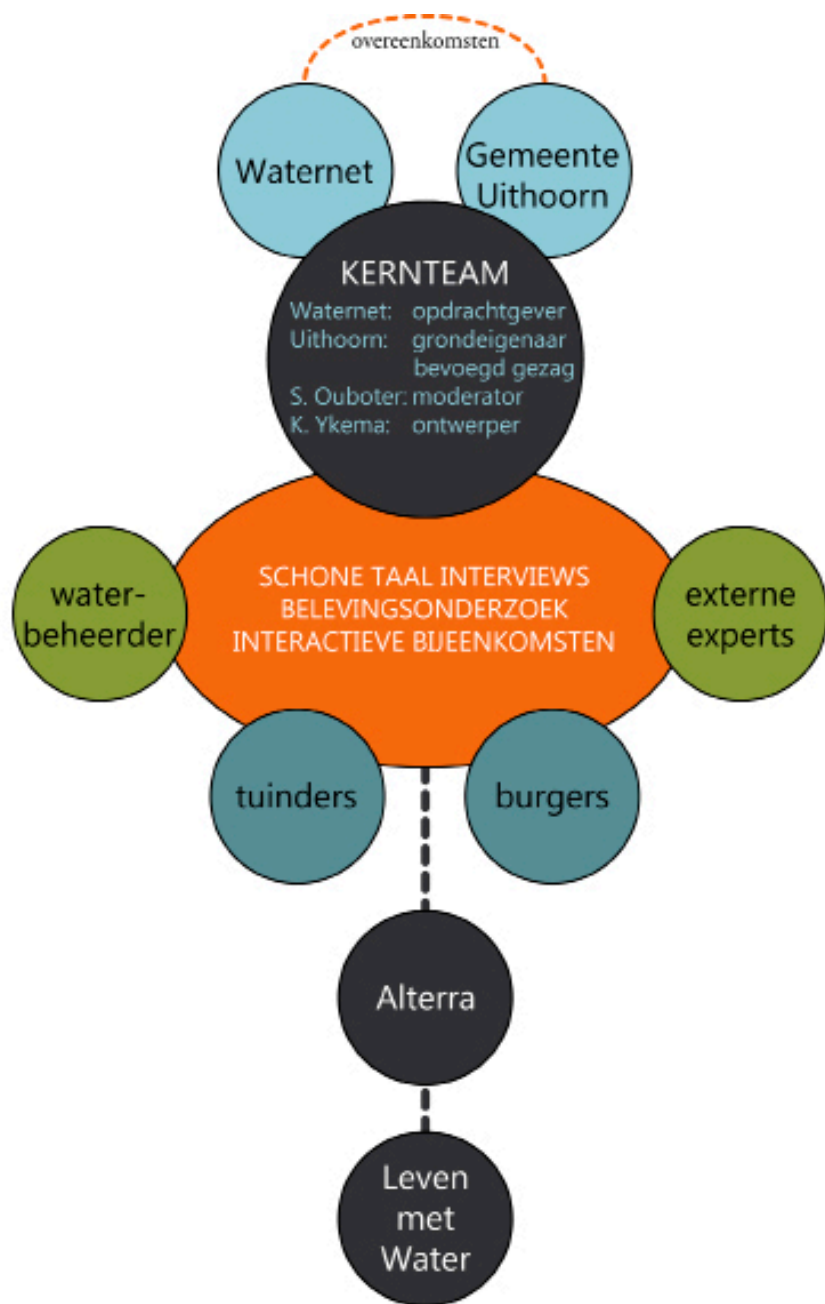 overeenkomsten
Waternet
Gemeente
Uithoorn
KERNTEAM
Waternet: opdrachtgever
Uithoorn: grondeigenaar
bevoegd gezag
S. Ouboter: moderator
K. Ykema: ontwerper
water-
beheerder
SCHONE TAAL INTERVIEWS
BELEVINGSONDERZOEK
INTERACTIEVE BIJEENKOMSTEN
externe
experts
tuinders
burgers
Alterra
Leven
met
Water